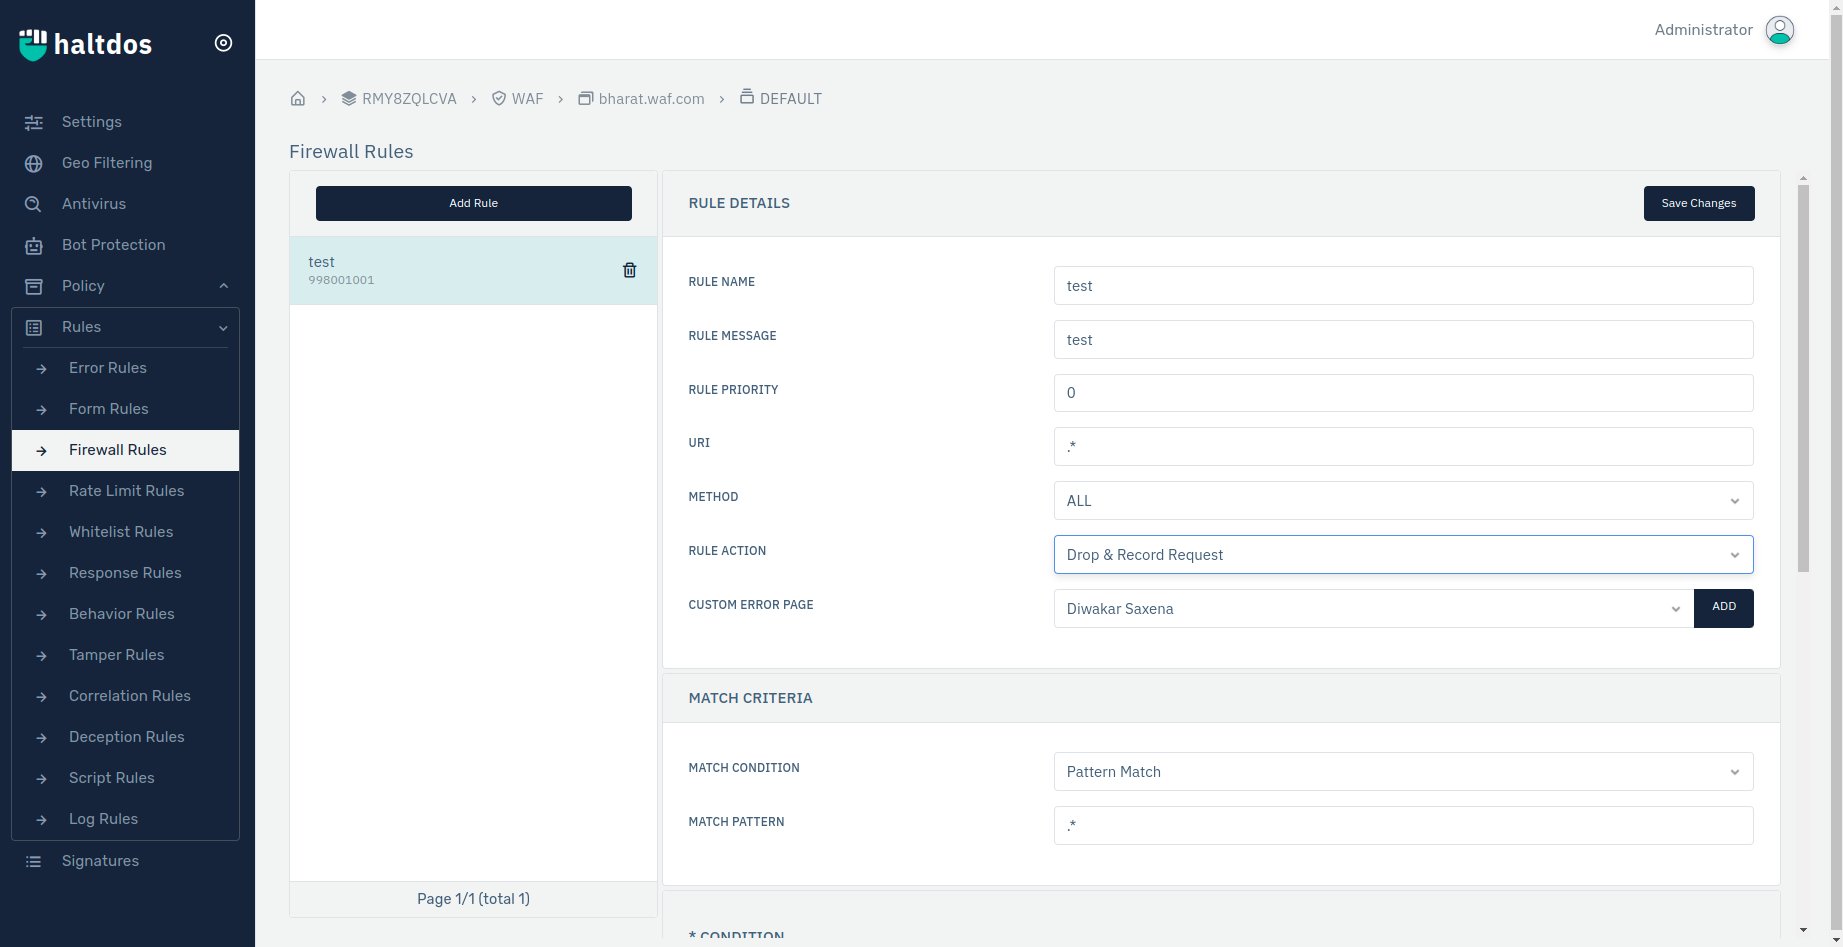 haltdos
Administrator
RMY8ZQLCVA
WAF
bharat.waf.com
DEFAULT
Settings
Geo Filtering
Antivirus
Bot Protection
Policy
Rules
Error Rules
Form Rules
Firewall Rules
Rate Limit Rules
Whitelist Rules
Response Rules
Behavior Rules
Tamper Rules
Correlation Rules
Deception Rules
Script Rules
Log Rules
Signatures
Firewall Rules
Add Rule
test
998001001
Page 1/1 (total 1)
RULE DETAILS
Save Changes
RULE NAME
test
RULE MESSAGE
test
RULE PRIORITY
0
URI
.*
METHOD
ALL
RULE ACTION
Drop & Record Request
CUSTOM ERROR PAGE
Diwakar Saxena
ADD
MATCH CRITERIA
MATCH CONDITION
Pattern Match
MATCH PATTERN
.*
* CONDITION